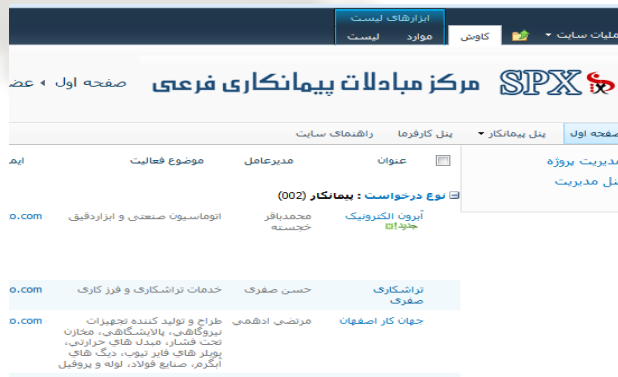 ابزارهای لیست
ملیات سایت کاوش موارد لیست
SPX مرکز مبادلات پیمانکاری فرعی صفحه اول عض
صفحه اول پنل پیمانکار پنل کارفرما راهنمای سایت
مدیریت پروژه
نل مدیریت
عنوان مدیرعامل موضوع فعالیت ایم
نوع درخواست : پیمانکار (002)
آیرون الکترونیک محمدباقر اتوماسیون صنعتی و ابزاردقیق o.com
جدید! خجسته
تراشکاری حسن صفری خدمات تراشکاری و فرز کاری o.com
صفری
جهان کار اصفهان مرتضی ادهمی طراح و تولید کننده تجهیزات o.com
نیروگاهی، پالایشگاهی، مخازن
تحت فشار، مبدل های حرارتی،
بویلر های فایر تیوب، دیگ های
آبگرم، صنایع فولاد، لوله و پروفیل